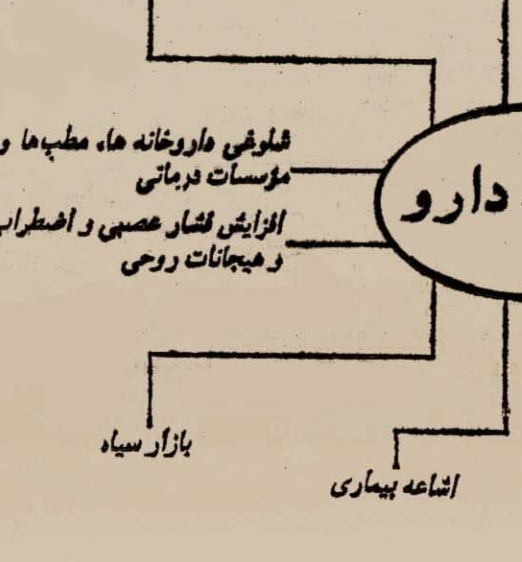 شلوغی داروخانه ها، مطب‌ها و
مؤسسات درمانی
دارو
افزایش فشار عصبی و اضطراب
و هیجانات روحی
بازار سیاه
اشاعه بیماری